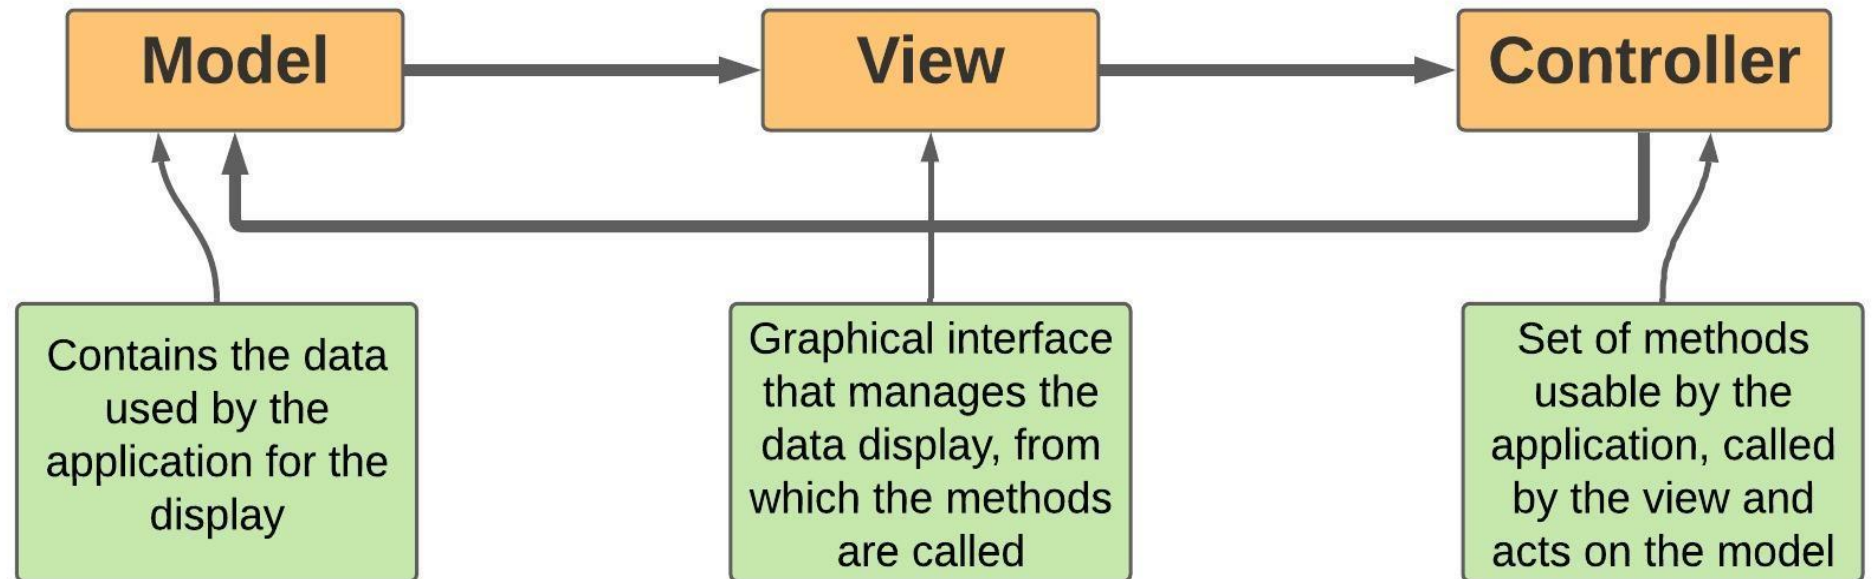 Model
View
Controller
Contains the data
used by the
application for the
display
Graphical interface
that manages the
data display, from
which the methods
are called
Set of methods
usable by the
application, called
by the view and
acts on the model